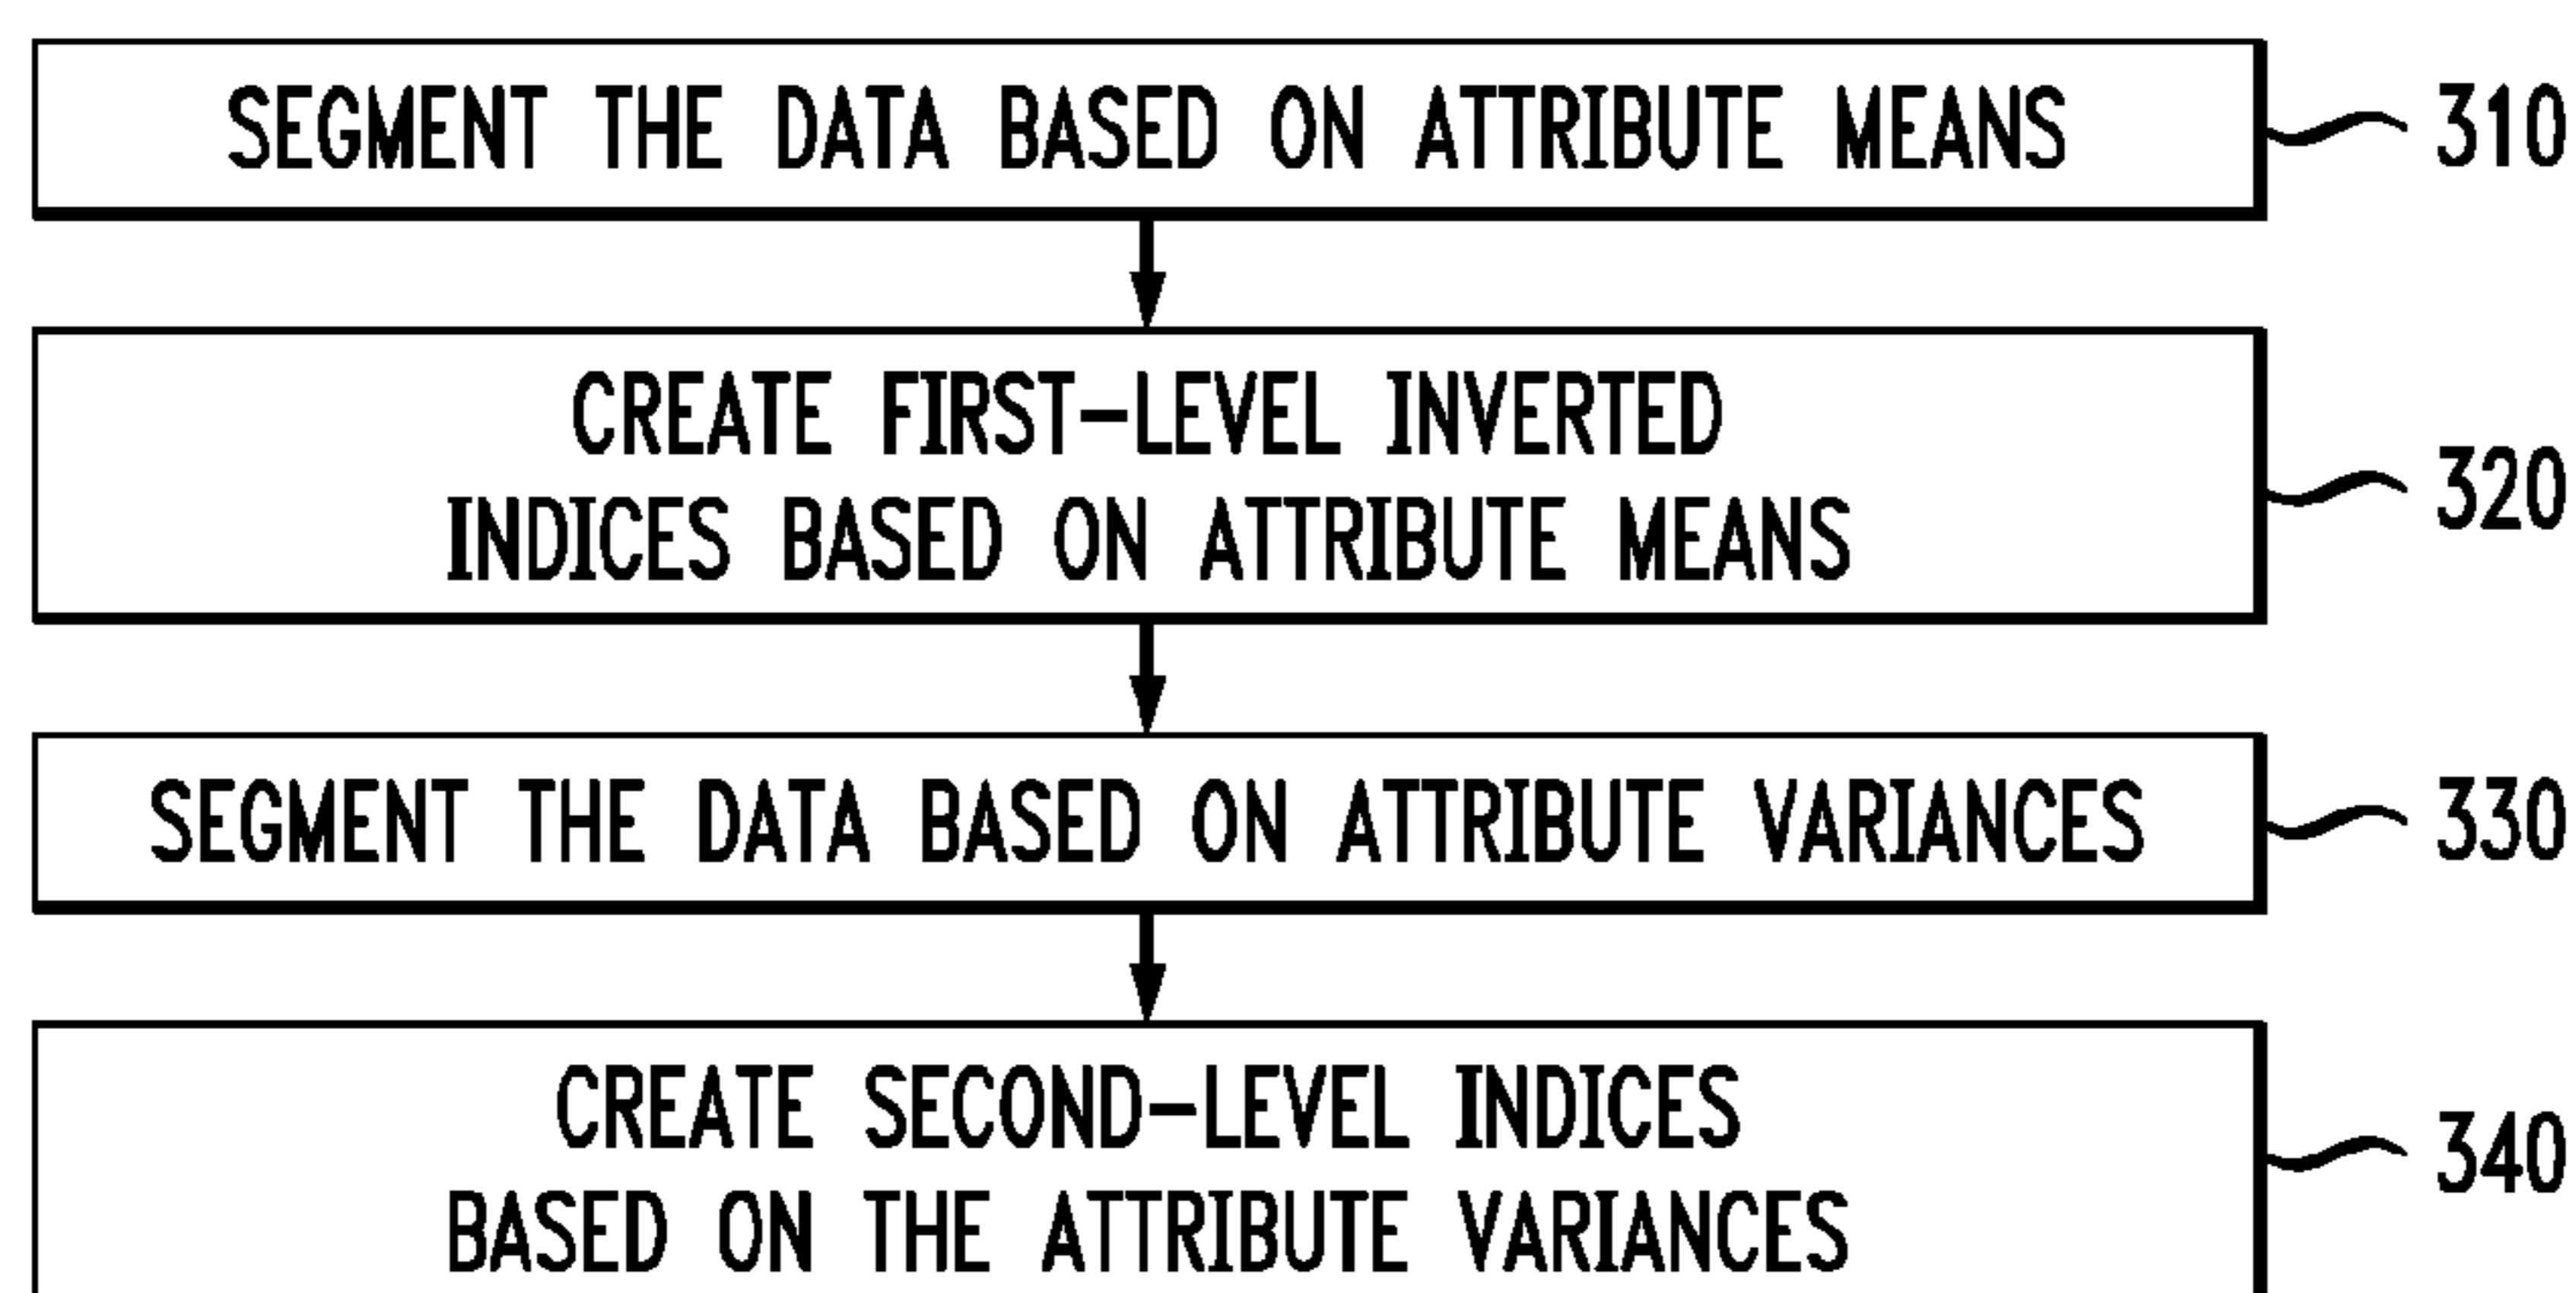 SEGMENT THE DATA BASED ON ATTRIBUTE MEANS
310
CREATE FIRST-LEVEL INVERTED
INDICES BASED ON ATTRIBUTE MEANS
320
SEGMENT THE DATA BASED ON ATTRIBUTE VARIANCES
330
CREATE SECOND-LEVEL INDICES
BASED ON THE ATTRIBUTE VARIANCES
340